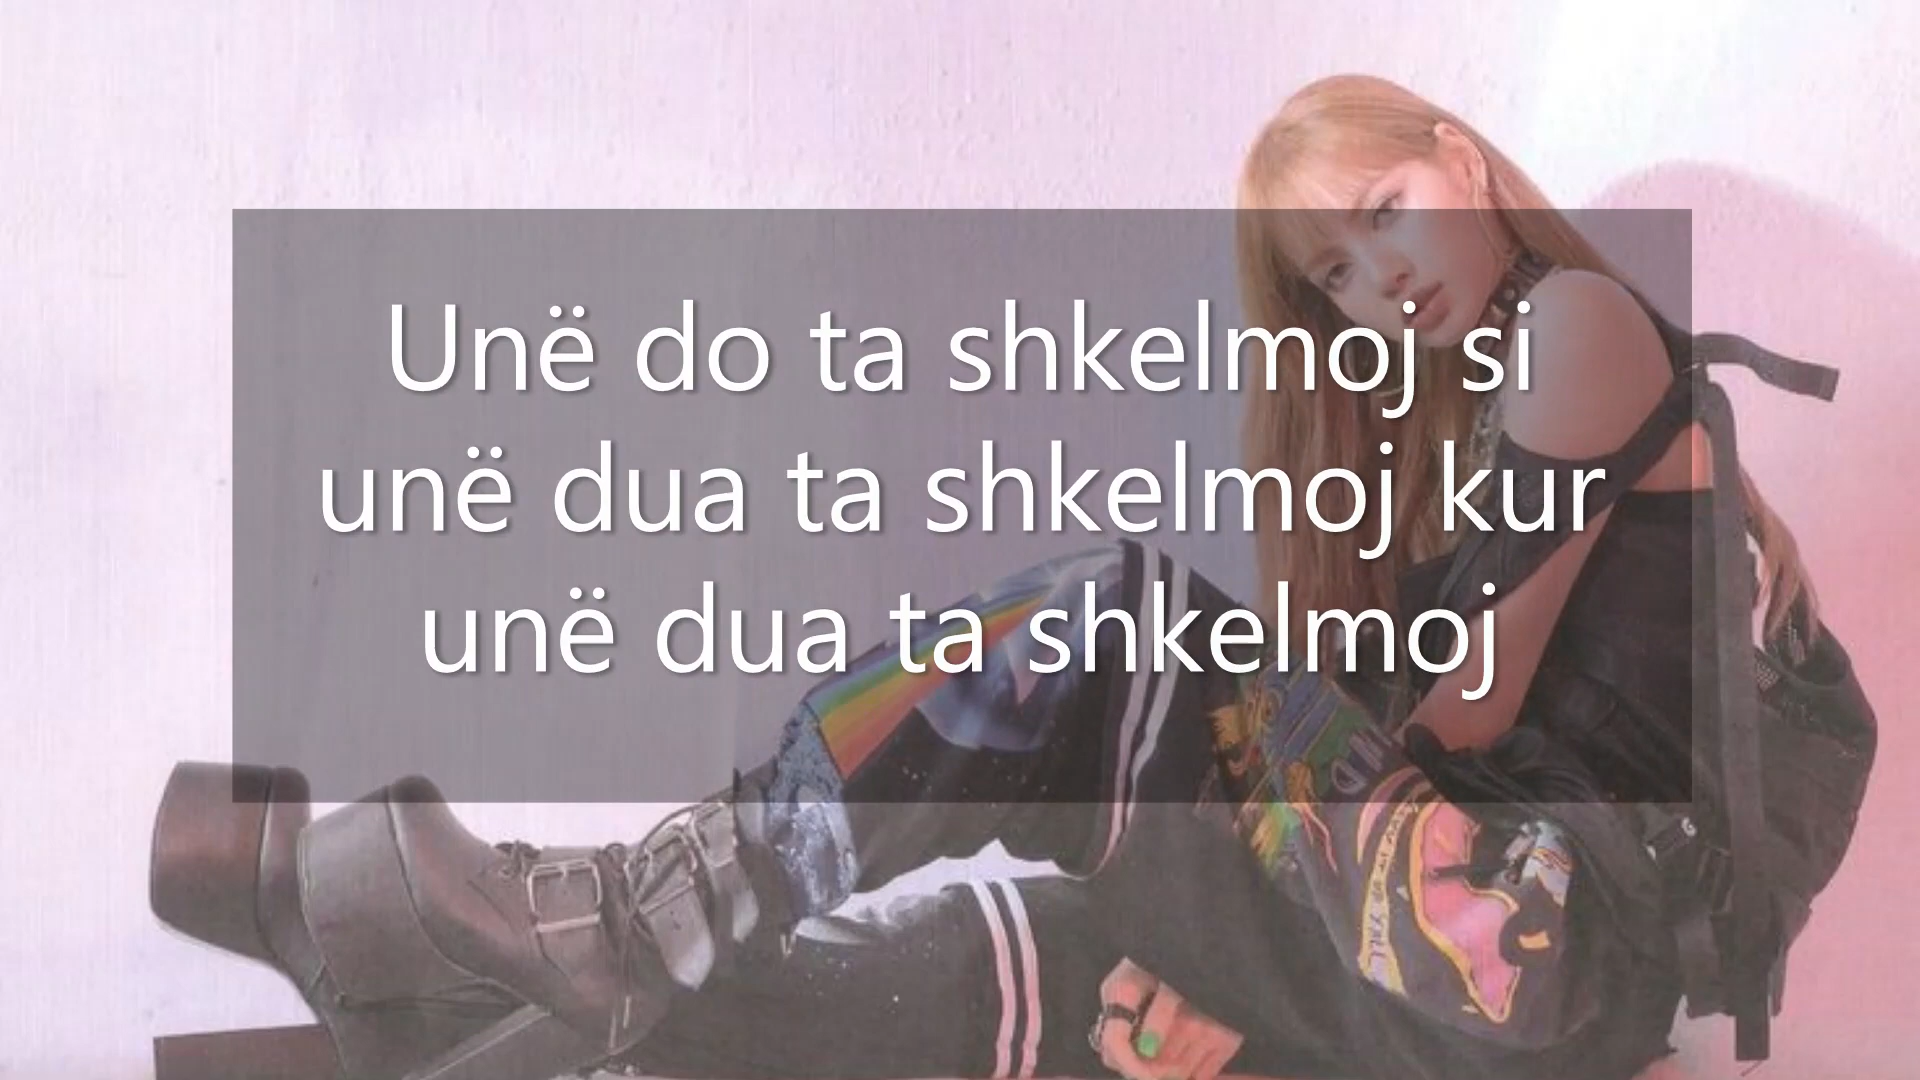 Unë do ta shkelmoj si
unë dua ta shkelmoj kur
unë dua ta shkelmoj